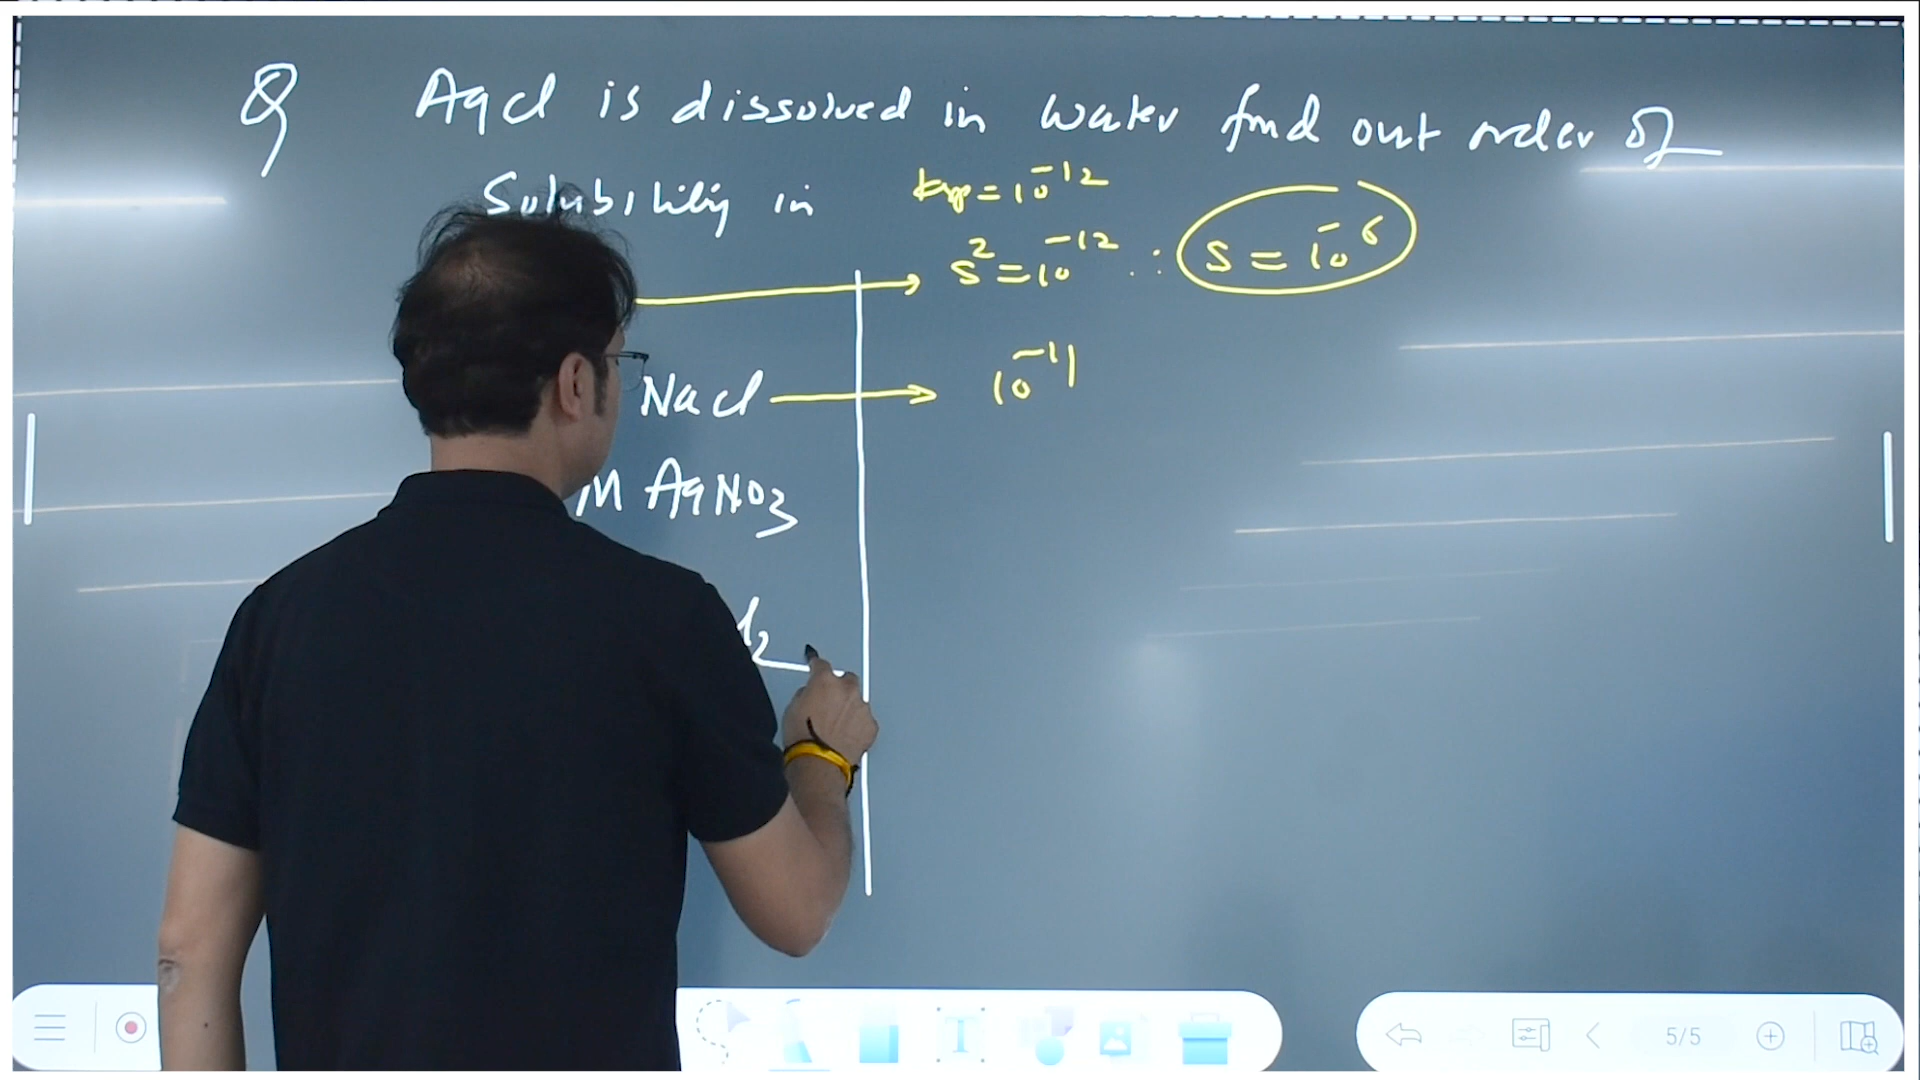 Q AgCl is dissolved in water find out order of
Solubility in Ksp = 10⁻¹²
→ S² = 10⁻¹² ∴ S = 10⁻⁶
NaCl → 10⁻¹¹
M AgNO₃
l₂
T
5/5